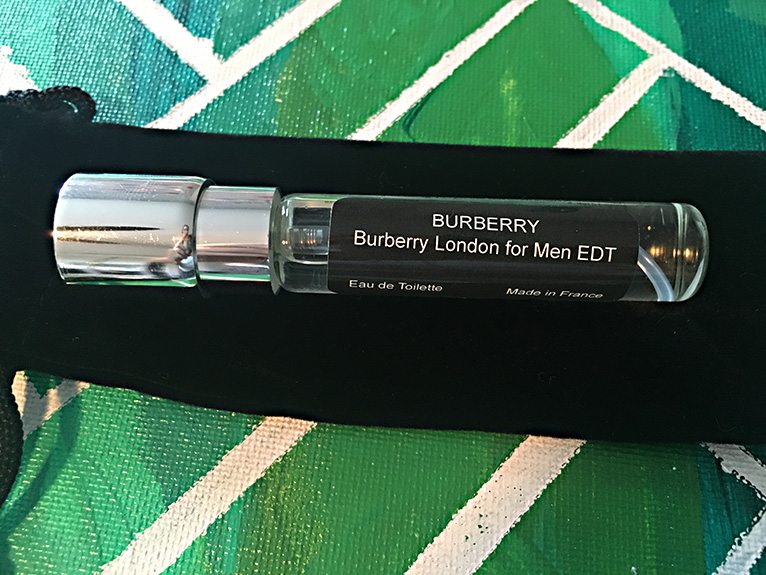 BURBERRY
Burberry London for Men EDT
Eau de Toilette Made in France